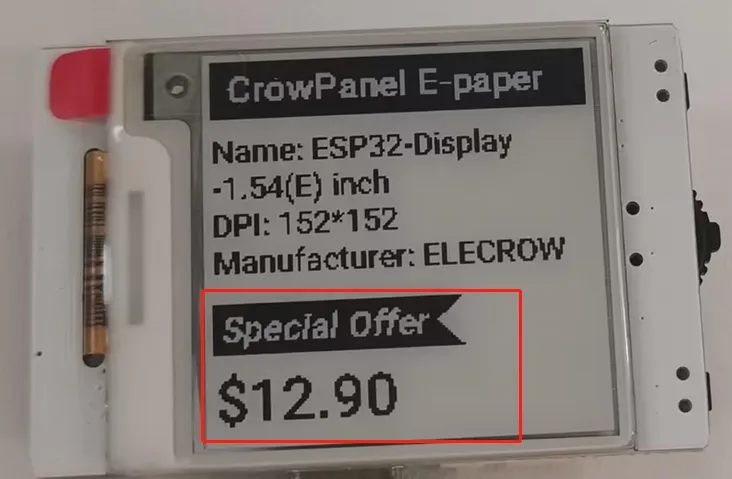 CrowPanel E-paper
Name: ESP32-Display
-1.54(E) inch
DPI: 152*152
Manufacturer: ELECROW
Special Offer
$12.90